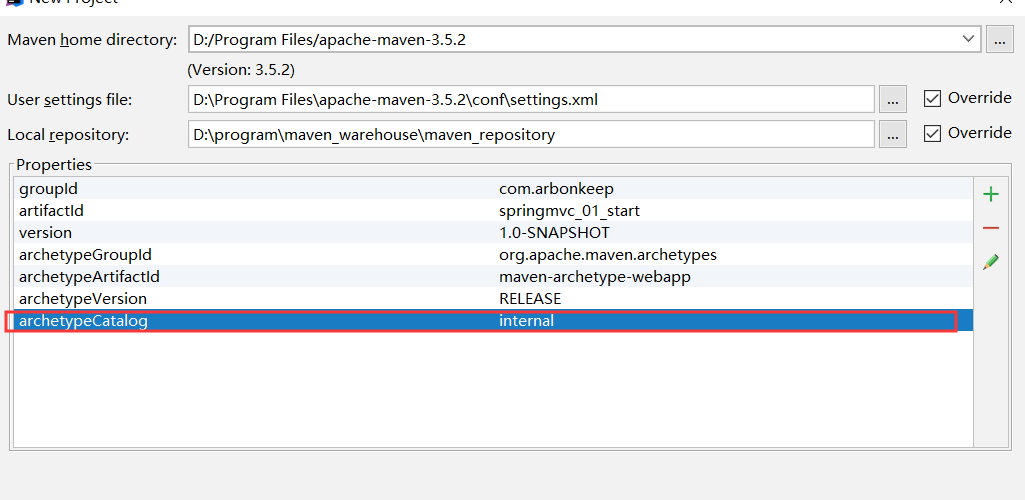 New Project
Maven home directory: D:/Program Files/apache-maven-3.5.2 ...
(Version: 3.5.2)
User settings file: D:\Program Files\apache-maven-3.5.2\conf\settings.xml ... Override
Local repository: D:\program\maven_warehouse\maven_repository ... Override
Properties
groupId com.arbonkeep
artifactId springmvc_01_start
version 1.0-SNAPSHOT
archetypeGroupId org.apache.maven.archetypes
archetypeArtifactId maven-archetype-webapp
archetypeVersion RELEASE
archetypeCatalog internal